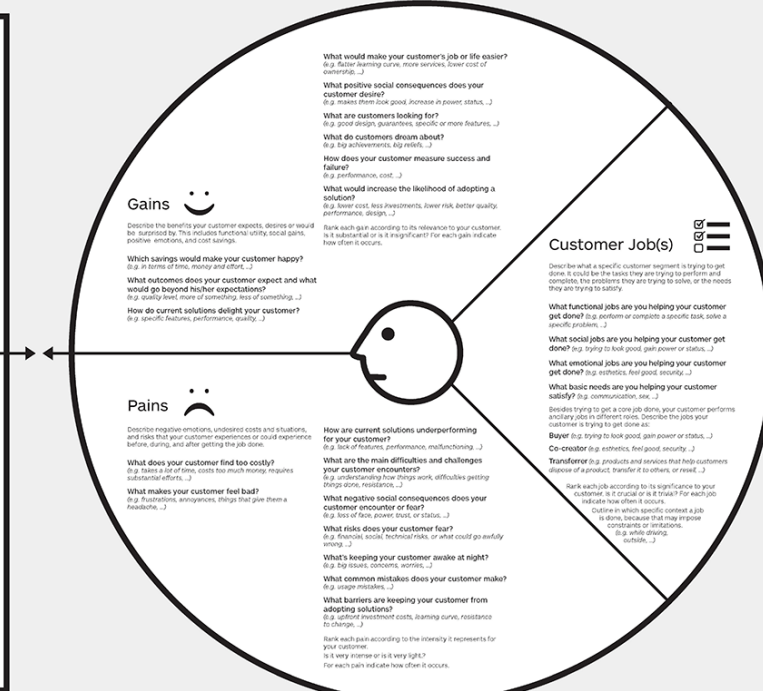 Gains
Describe the benefits your customer expects, desires or would
be surprised by. This includes functional utility, social gains,
positive emotions, and cost savings.
Which savings would make your customer happy?
(e.g. in terms of time, money and effort, ...)
What outcomes does your customer expect and what
would go beyond his/her expectations?
(e.g. quality level, more of something, less of something, ...)
How do current solutions delight your customer?
(e.g. specific features, performance, quality, ...)
What would make your customer's job or life easier?
(e.g. flatter learning curve, more services, lower cost of
ownership, ...)
What positive social consequences does your
customer desire?
(e.g. makes them look good, increase in power, status, ...)
What are customers looking for?
(e.g. good design, guarantees, specific or more features, ...)
What do customers dream about?
(e.g. big achievements, big reliefs, ...)
How does your customer measure success and
failure?
(e.g. performance, cost, ...)
What would increase the likelihood of adopting a
solution?
(e.g. lower cost, less investments, lower risk, better quality,
performance, design, ...)
Rank each gain according to its relevance to your customer.
Is it substantial or is it insignificant? For each gain indicate
how often it occurs.
Customer Job(s)
Describe what a specific customer segment is trying to get
done. It could be the tasks they are trying to perform and
complete, the problems they are trying to solve, or the needs
they are trying to satisfy.
What functional jobs are you helping your customer
get done? (e.g. perform or complete a specific task, solve a
specific problem, ...)
What social jobs are you helping your customer get
done? (e.g. trying to look good, gain power or status, ...)
What emotional jobs are you helping your customer
get done? (e.g. esthetics, feel good, security, ...)
What basic needs are you helping your customer
satisfy? (e.g. communication, sex, ...)
Besides trying to get a core job done, your customer performs
ancillary jobs in different roles. Describe the jobs your
customer is trying to get done as:
Buyer (e.g. trying to look good, gain power or status, ...)
Co-creator (e.g. esthetics, feel good, security, ...)
Transferrer (e.g. products and services that help customers
dispose of a product, transfer it to others, or resell, ...)
Rank each job according to its significance to your
customer. Is it crucial or is it trivial? For each job
indicate how often it occurs.
Outline in which specific context a job
is done, because that may impose
constraints or limitations.
(e.g. while driving,
outside, ...)
Pains
Describe negative emotions, undesired costs and situations,
and risks that your customer experiences or could experience
before, during, and after getting the job done.
What does your customer find too costly?
(e.g. takes a lot of time, costs too much money, requires
substantial efforts, ...)
What makes your customer feel bad?
(e.g. frustrations, annoyances, things that give them a
headache, ...)
How are current solutions underperforming
for your customer?
(e.g. lack of features, performance, malfunctioning, ...)
What are the main difficulties and challenges
your customer encounters?
(e.g. understanding how things work, difficulties getting
things done, resistance, ...)
What negative social consequences does your
customer encounter or fear?
(e.g. loss of face, power, trust, or status, ...)
What risks does your customer fear?
(e.g. financial, social, technical risks, or what could go awfully
wrong, ...)
What's keeping your customer awake at night?
(e.g. big issues, concerns, worries, ...)
What common mistakes does your customer make?
(e.g. usage mistakes, ...)
What barriers are keeping your customer from
adopting solutions?
(e.g. upfront investment costs, learning curve, resistance
to change, ...)
Rank each pain according to the intensity it represents for
your customer.
Is it very intense or is it very light.?
For each pain indicate how often it occurs.